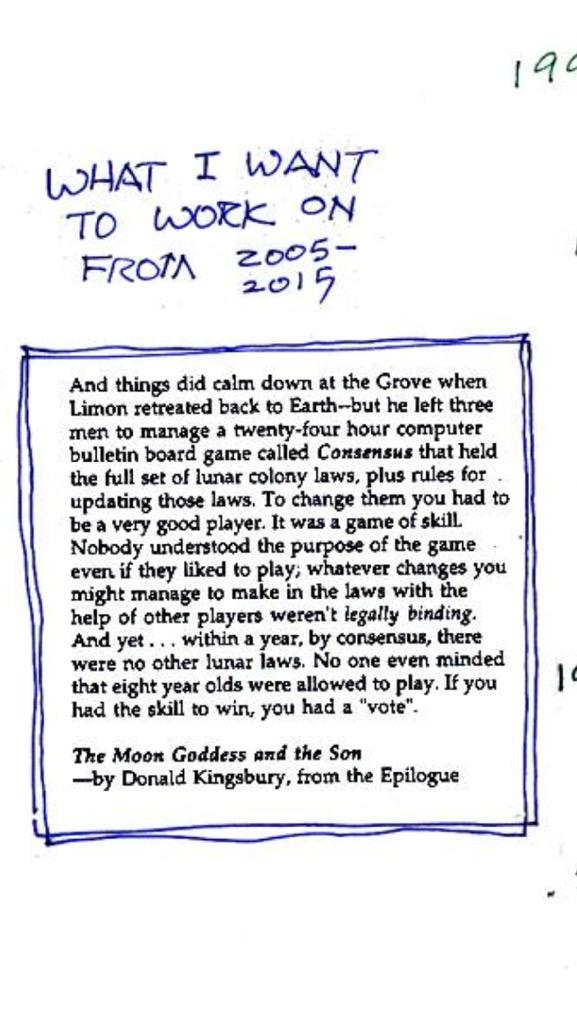 199
WHAT I WANT
TO WORK ON
FROM 2005-
2015
And things did calm down at the Grove when
Limon retreated back to Earth--but he left three
men to manage a twenty-four hour computer
bulletin board game called Consensus that held
the full set of lunar colony laws, plus rules for
updating those laws. To change them you had to
be a very good player. It was a game of skill.
Nobody understood the purpose of the game
even if they liked to play; whatever changes you
might manage to make in the laws with the
help of other players weren't legally binding.
And yet . . . within a year, by consensus, there
were no other lunar laws. No one even minded
that eight year olds were allowed to play. If you
had the skill to win, you had a "vote".
The Moon Goddess and the Son
—by Donald Kingsbury, from the Epilogue